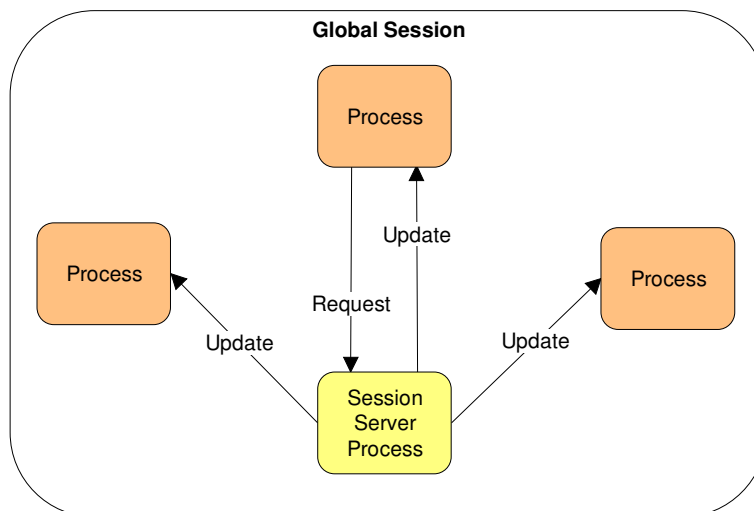 Global Session
Process
Update
Process
Process
Request
Update
Update
Session
Server
Process